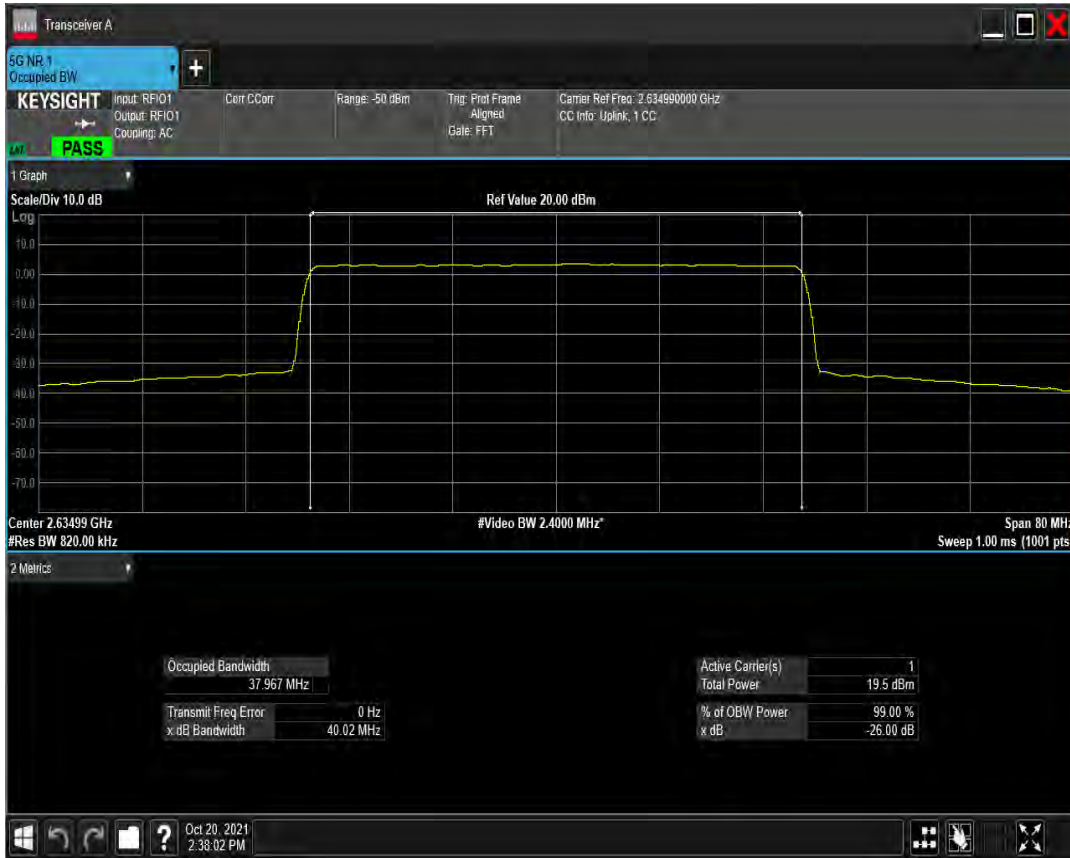 Transceiver A
5G NR 1
Occupied BW
+
KEYSIGHT
Input: RFIO1
Output: RFIO1
Coupling: AC
Corr CCorr
Range: -50 dBm
Trig: Prot Frame
Aligned
Gate: FFT
Carrier Ref Freq: 2.634990000 GHz
CC Info: Uplink, 1 CC
PASS
1 Graph
Scale/Div 10.0 dB
Ref Value 20.00 dBm
Log
10.0
0.00
-10.0
-20.0
-30.0
-40.0
-50.0
-60.0
-70.0
Center 2.63499 GHz
#Video BW 2.4000 MHz*
Span 80 MHz
#Res BW 820.00 kHz
Sweep 1.00 ms (1001 pts
2 Metrics
Occupied Bandwidth
37.967 MHz
Transmit Freq Error 0 Hz
x dB Bandwidth 40.02 MHz
Active Carrier(s) 1
Total Power 19.5 dBm
% of OBW Power 99.00 %
x dB -26.00 dB
?
Oct 20, 2021
2:38:02 PM